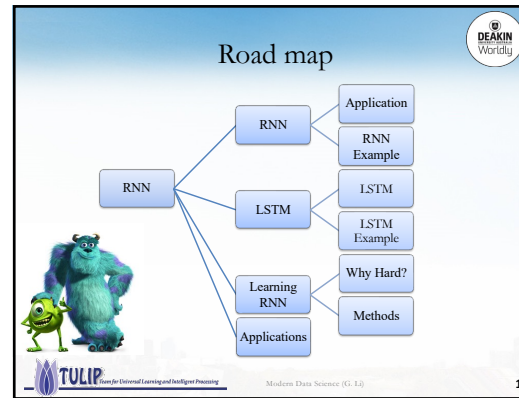 Road map
DEAKIN
Worldly
RNN
RNN
Application
RNN
Example
LSTM
LSTM
LSTM
Example
Learning
RNN
Why Hard?
Methods
Applications
TULIP Team for Universal Learning and Intelligent Processing
Modern Data Science (G. Li)
1